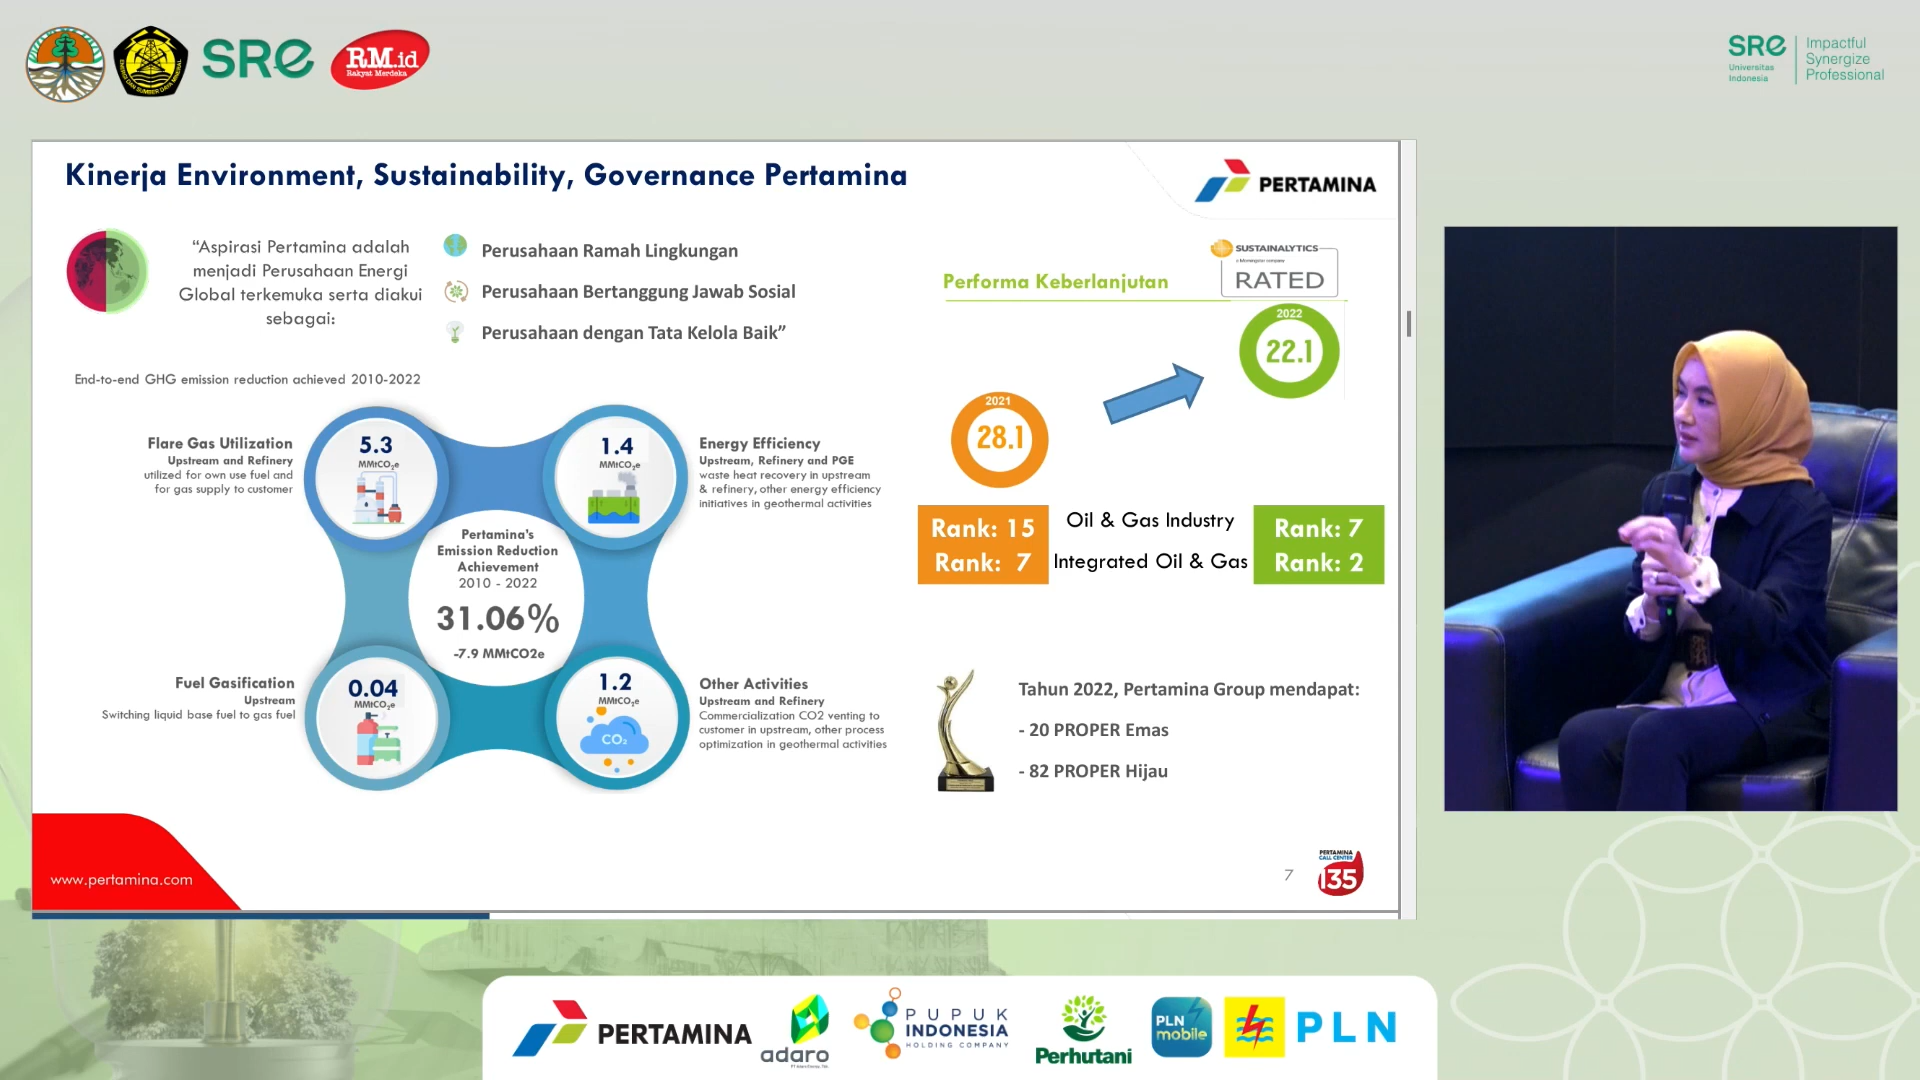 SRE
RM.id
Rakyat Merdeka
SRE
Universitas
Indonesia
Impactful
Synergize
Professional
Kinerja Environment, Sustainability, Governance Pertamina
PERTAMINA
“Aspirasi Pertamina adalah
menjadi Perusahaan Energi
Global terkemuka serta diakui
sebagai:
Perusahaan Ramah Lingkungan
Perusahaan Bertanggung Jawab Sosial
Perusahaan dengan Tata Kelola Baik”
Performa Keberlanjutan
SUSTAINALYTICS
a Morningstar company
RATED
2022
22.1
2021
28.1
Rank: 15
Rank: 7
Oil & Gas Industry
Integrated Oil & Gas
Rank: 7
Rank: 2
End-to-end GHG emission reduction achieved 2010-2022
Flare Gas Utilization
Upstream and Refinery
utilized for own use fuel and
for gas supply to customer
5.3
MMtCO₂e
1.4
MMtCO₂e
Energy Efficiency
Upstream, Refinery and PGE
waste heat recovery in upstream
& refinery, other energy efficiency
initiatives in geothermal activities
Pertamina's
Emission Reduction
Achievement
2010 - 2022
31.06%
-7.9 MMtCO2e
Fuel Gasification
Upstream
Switching liquid base fuel to gas fuel
0.04
MMtCO₂e
1.2
MMtCO₂e
CO₂
Other Activities
Upstream and Refinery
Commercialization CO2 venting to
customer in upstream, other process
optimization in geothermal activities
Tahun 2022, Pertamina Group mendapat:
- 20 PROPER Emas
- 82 PROPER Hijau
www.pertamina.com
7
PERTAMINA
CALL CENTER
135
PERTAMINA
adaro
PUPUK
INDONESIA
HOLDING COMPANY
Perhutani
PLN
mobile
PLN